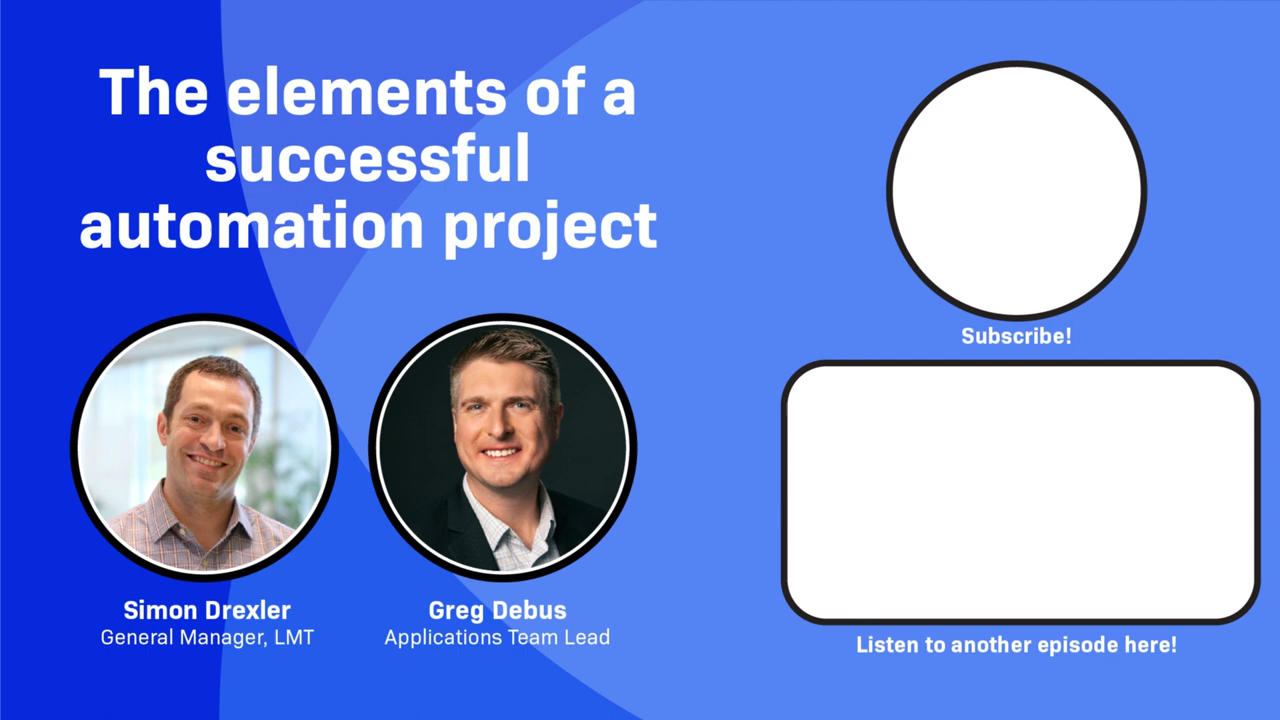 The elements of a
successful
automation project
Simon Drexler
General Manager, LMT
Greg Debus
Applications Team Lead
Subscribe!
Listen to another episode here!